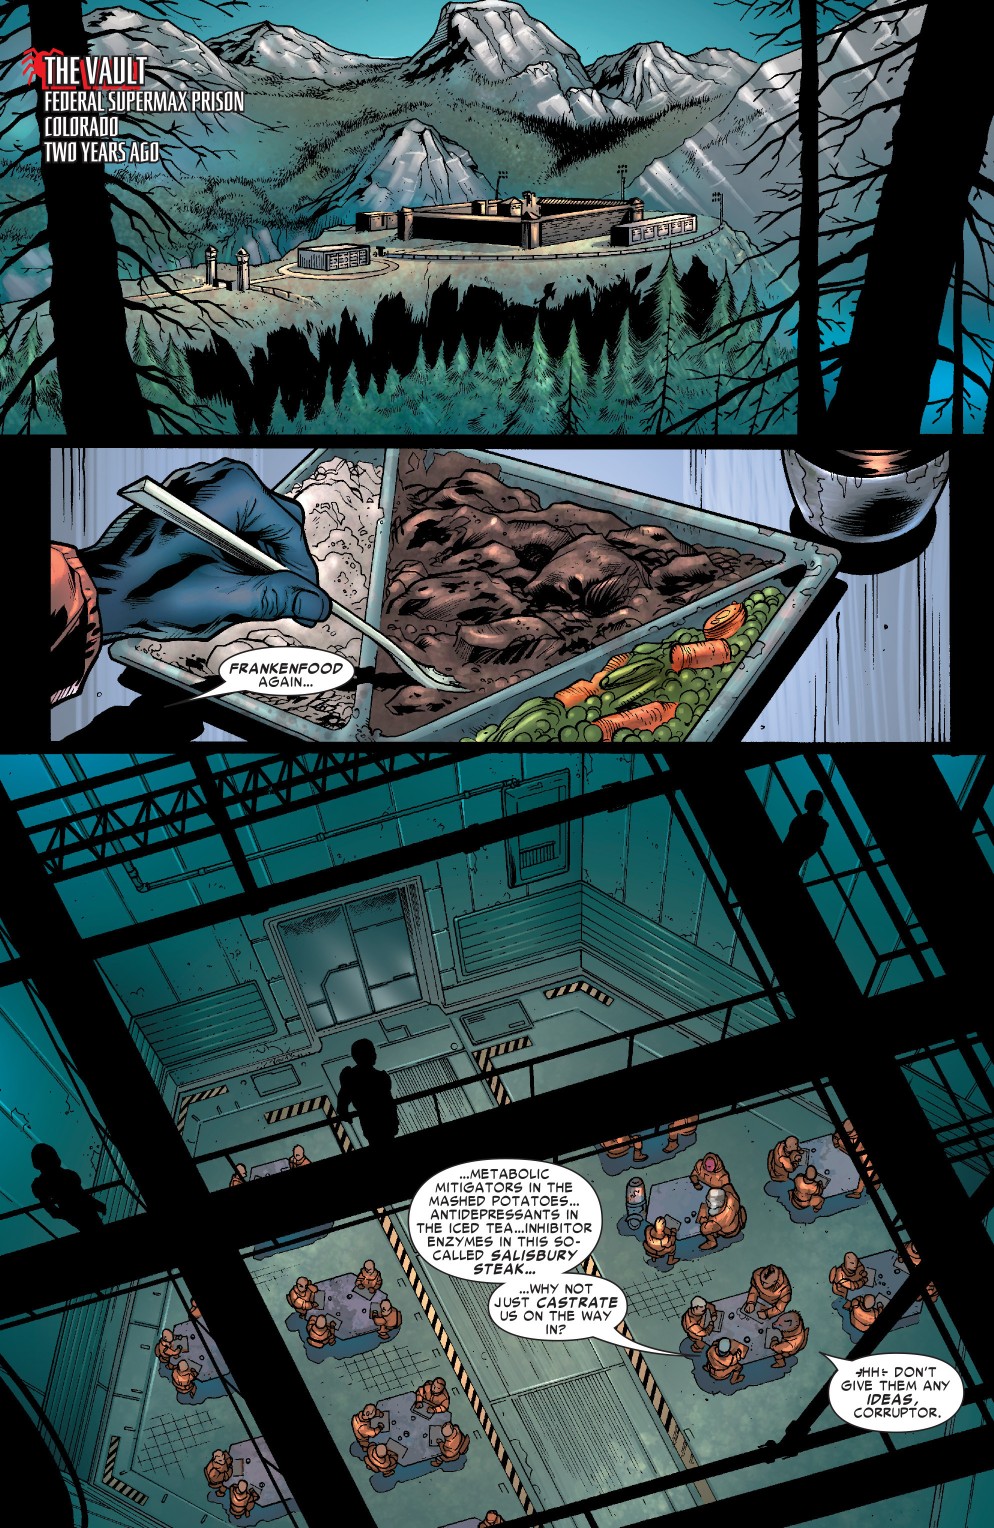 THE VAULT
FEDERAL SUPERMAX PRISON
COLORADO
TWO YEARS AGO
FRANKENFOOD
AGAIN...
...METABOLIC
MITIGATORS IN THE
MASHED POTATOES...
ANTIDEPRESSANTS IN
THE ICED TEA...INHIBITOR
ENZYMES IN THIS SO-
CALLED SALISBURY
STEAK...
...WHY NOT
JUST CASTRATE
US ON THE WAY
IN?
-HH- DON'T
GIVE THEM ANY
IDEAS,
CORRUPTOR.